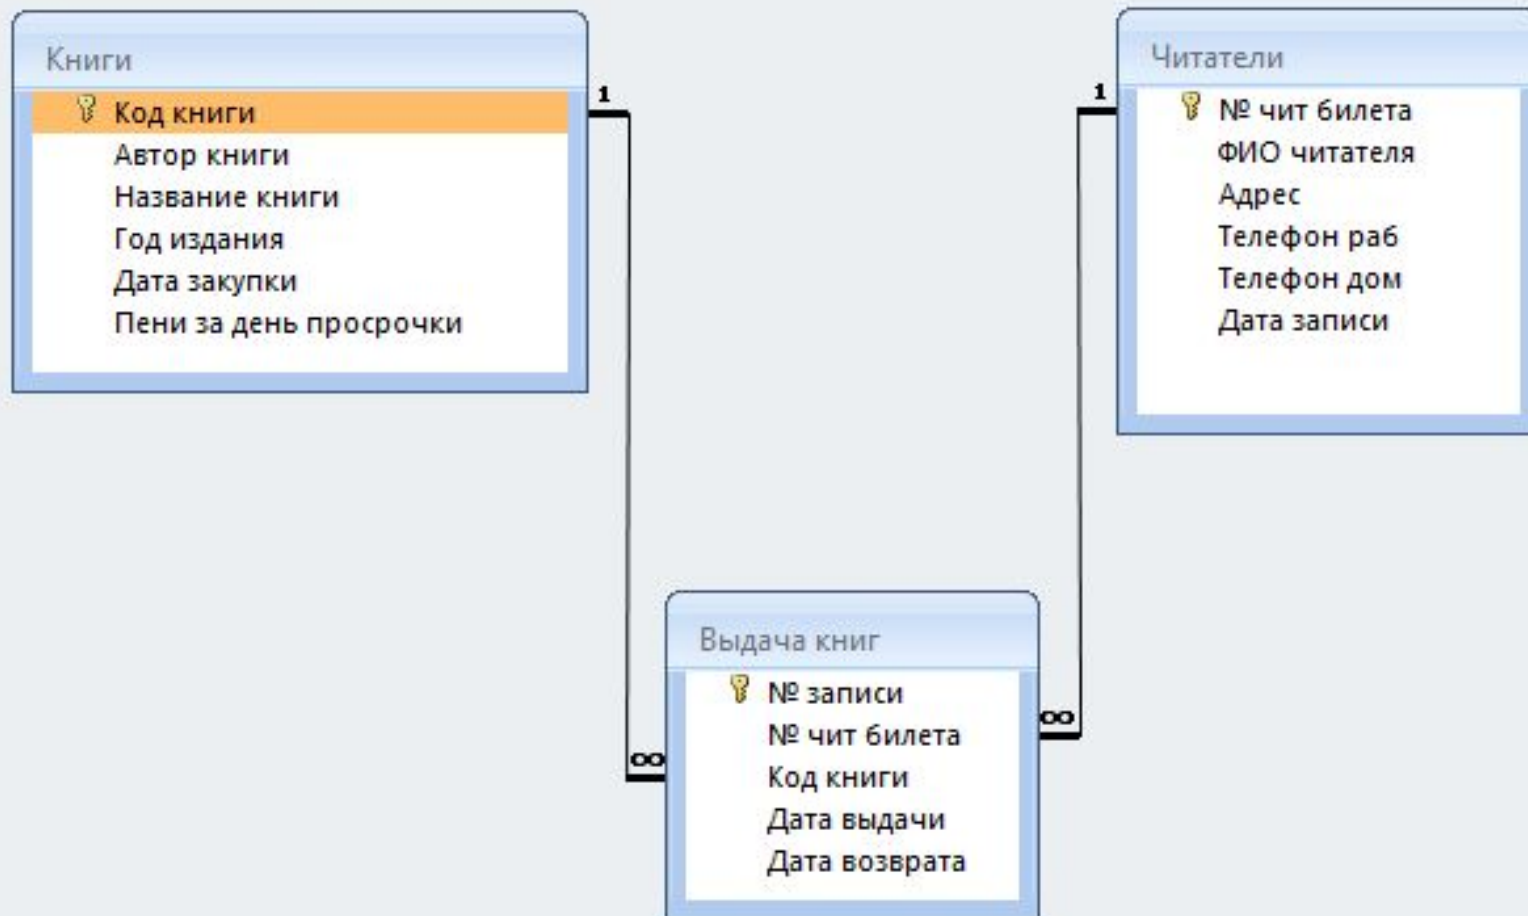 Книги
Код книги
Автор книги
Название книги
Год издания
Дата закупки
Пени за день просрочки
1
1
Читатели
№ чит билета
ФИО читателя
Адрес
Телефон раб
Телефон дом
Дата записи
Выдача книг
№ записи
№ чит билета
Код книги
Дата выдачи
Дата возврата
∞
∞